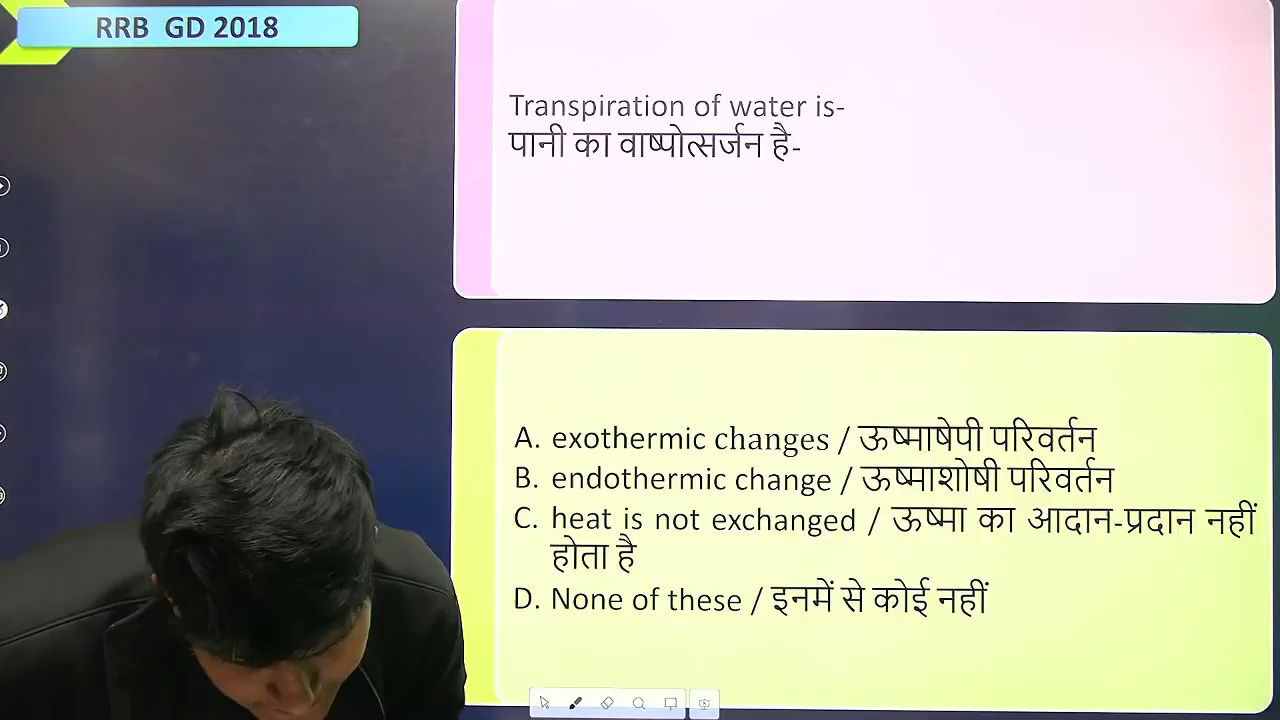 RRB GD 2018
Transpiration of water is-
पानी का वाष्पोत्सर्जन है-
A. exothermic changes / ऊष्माषेपी परिवर्तन
B. endothermic change / ऊष्माशोषी परिवर्तन
C. heat is not exchanged / ऊष्मा का आदान-प्रदान नहीं
होता है
D. None of these / इनमें से कोई नहीं